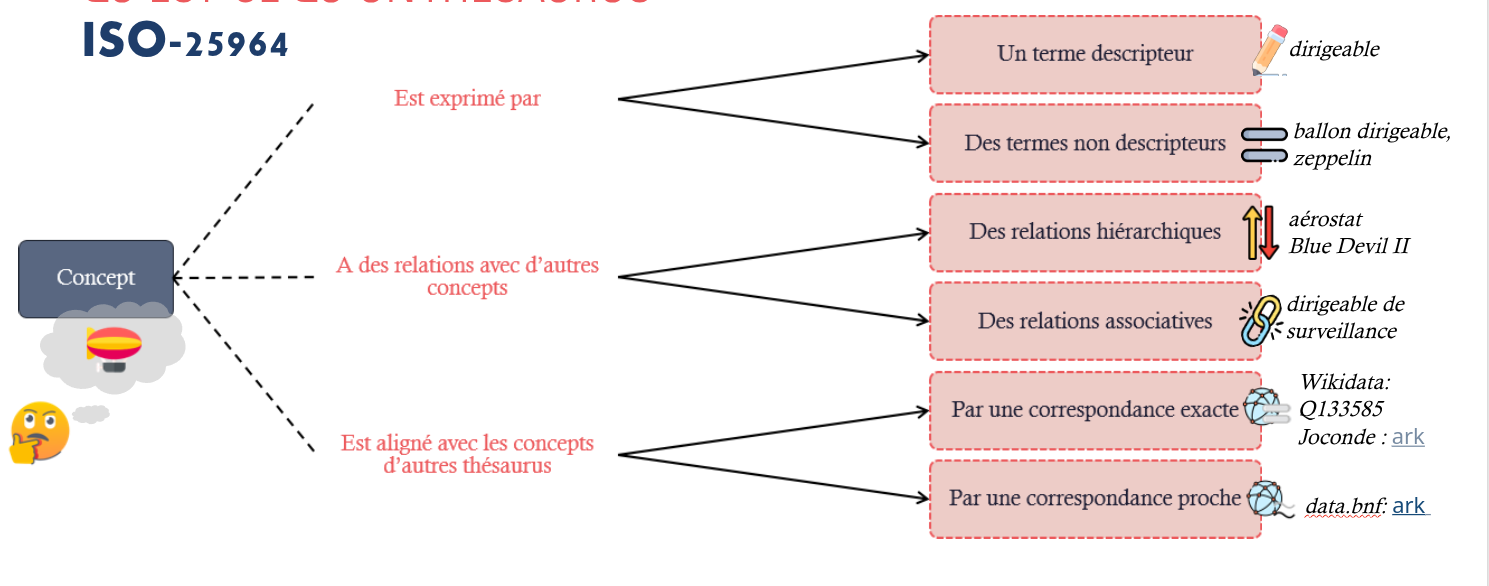 ISO-25964
Concept
Est exprimé par
Un terme descripteur
dirigeable
Des termes non descripteurs
ballon dirigeable,
zeppelin
A des relations avec d'autres
concepts
Des relations hiérarchiques
aérostat
Blue Devil II
Des relations associatives
dirigeable de
surveillance
Est aligné avec les concepts
d'autres thésaurus
Par une correspondance exacte
Wikidata:
Q133585
Joconde : ark
Par une correspondance proche
data.bnf: ark